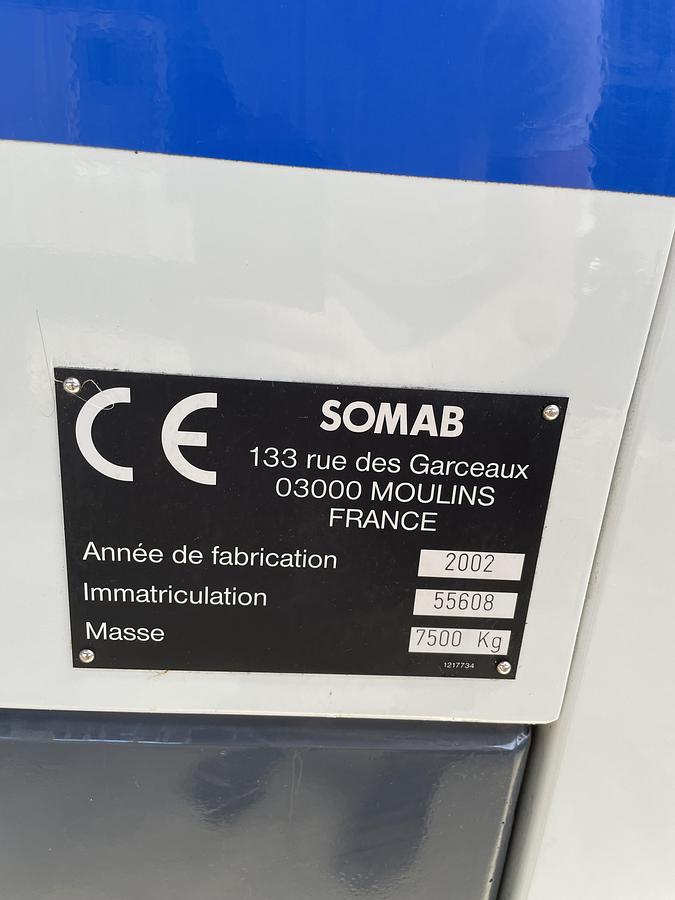 CE
SOMAB
133 rue des Garceaux
03000 MOULINS
FRANCE
Année de fabrication 2002
Immatriculation 55608
Masse 7500 Kg
1217734